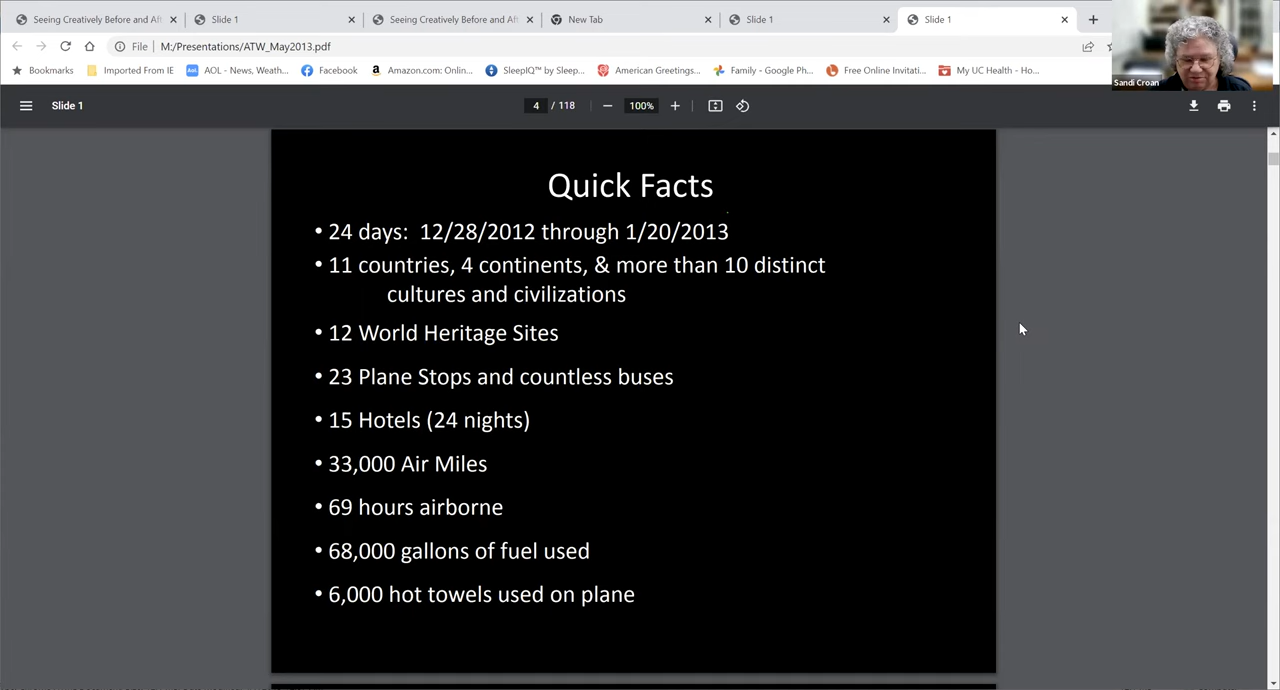 Seeing Creatively Before and Aft
Slide 1
Seeing Creatively Before and Aft
New Tab
Slide 1
Slide 1
File
M:/Presentations/ATW_May2013.pdf
Bookmarks
Imported From IE
AOL - News, Weath...
Facebook
Amazon.com: Onlin...
SleepIQ™ by Sleep...
American Greetings...
Family - Google Ph...
Free Online Invitati...
My UC Health - Ho...
Sandi Croan
Slide 1
4 / 118
100%
Quick Facts
• 24 days: 12/28/2012 through 1/20/2013
• 11 countries, 4 continents, & more than 10 distinct
cultures and civilizations
• 12 World Heritage Sites
• 23 Plane Stops and countless buses
• 15 Hotels (24 nights)
• 33,000 Air Miles
• 69 hours airborne
• 68,000 gallons of fuel used
• 6,000 hot towels used on plane